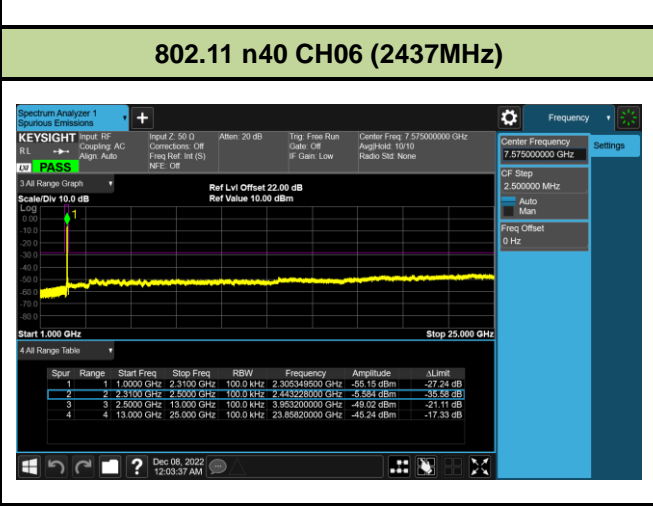 802.11 n40 CH06 (2437MHz)
Spectrum Analyzer 1
Spurious Emissions
Frequency
KEYSIGHT
Input: RF
Input Z: 50 Ω
Atten: 20 dB
Trig: Free Run
Center Freq: 7.575000000 GHz
RL
Coupling: AC
Corrections: Off
Gate: Off
Avg|Hold: 10/10
Align: Auto
Freq Ref: Int (S)
IF Gain: Low
Radio Std: None
NFE: Off
PASS
Center Frequency
7.575000000 GHz
Settings
CF Step
2.500000 MHz
Auto
Man
Freq Offset
0 Hz
3 All Range Graph
Ref Lvl Offset 22.00 dB
Scale/Div 10.0 dB
Ref Value 10.00 dBm
Log
0.00
1
-10.0
-20.0
-30.0
-40.0
-50.0
-60.0
-70.0
-80.0
Start 1.000 GHz
Stop 25.000 GHz
4 All Range Table
Spur Range Start Freq Stop Freq RBW Frequency Amplitude ΔLimit
1 1 1.0000 GHz 2.3100 GHz 100.0 kHz 2.305349500 GHz -55.15 dBm -27.24 dB
2 2 2.3100 GHz 2.5000 GHz 100.0 kHz 2.443228000 GHz -5.584 dBm -35.58 dB
3 3 2.5000 GHz 13.000 GHz 100.0 kHz 3.953200000 GHz -49.02 dBm -21.11 dB
4 4 13.000 GHz 25.000 GHz 100.0 kHz 23.85820000 GHz -45.24 dBm -17.33 dB
?
Dec 08, 2022
12:03:37 AM